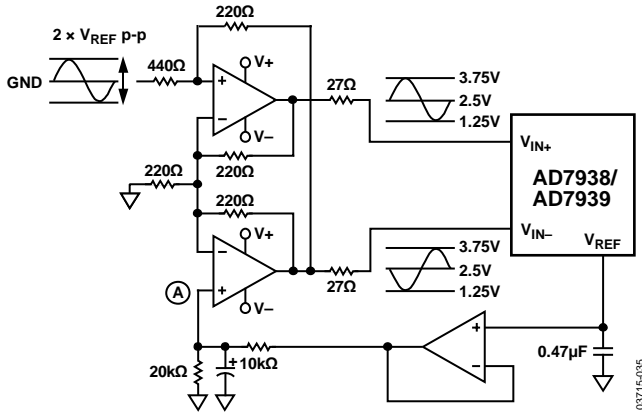 2 × VREF p-p
GND
440Ω
220Ω
V+
+
–
V–
27Ω
3.75V
2.5V
1.25V
220Ω
220Ω
220Ω
V+
–
+
V–
A
27Ω
3.75V
2.5V
1.25V
VIN+
AD7938/
AD7939
VIN–
VREF
20kΩ
+
10kΩ
+
–
0.47µF
03715-035